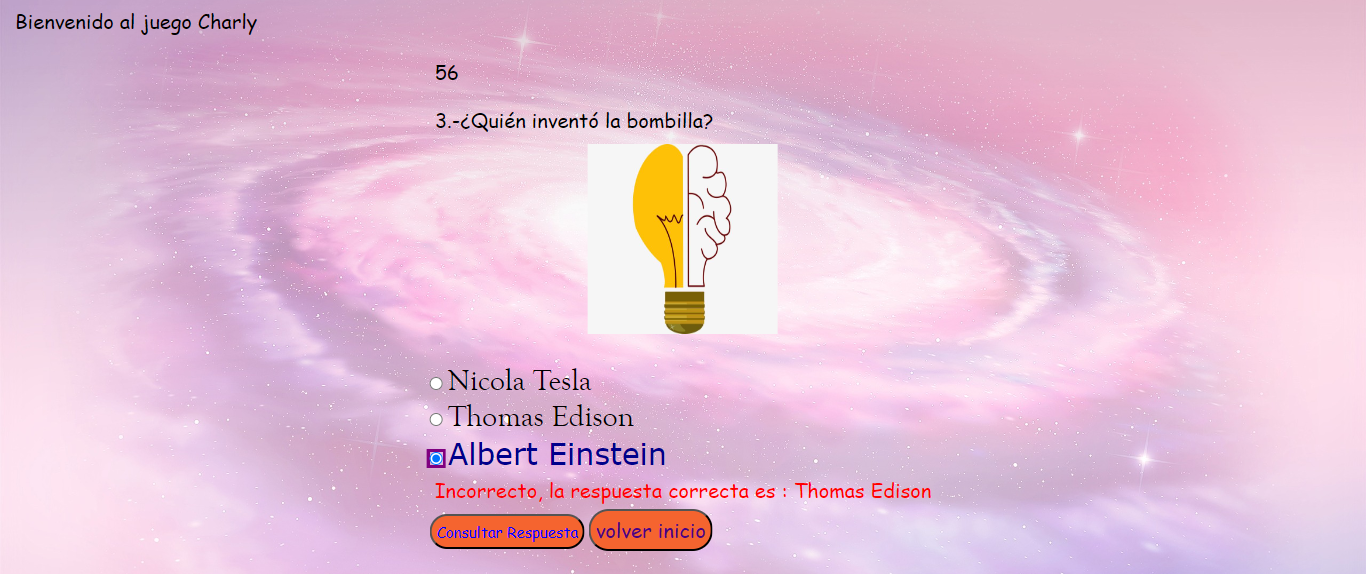 Bienvenido al juego Charly
56
3.-¿Quién inventó la bombilla?
Nicola Tesla
Thomas Edison
Albert Einstein
Incorrecto, la respuesta correcta es : Thomas Edison
Consultar Respuesta volver inicio